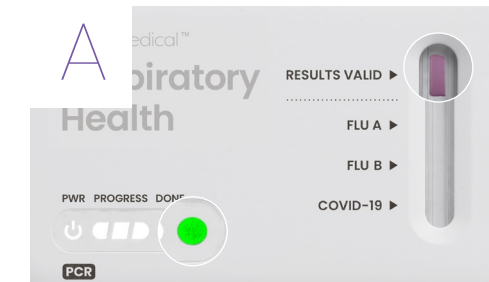 A
edical™
piratory
Health
RESULTS VALID ▶
FLU A ▶
FLU B ▶
COVID-19 ▶
PWR PROGRESS DONE
PCR